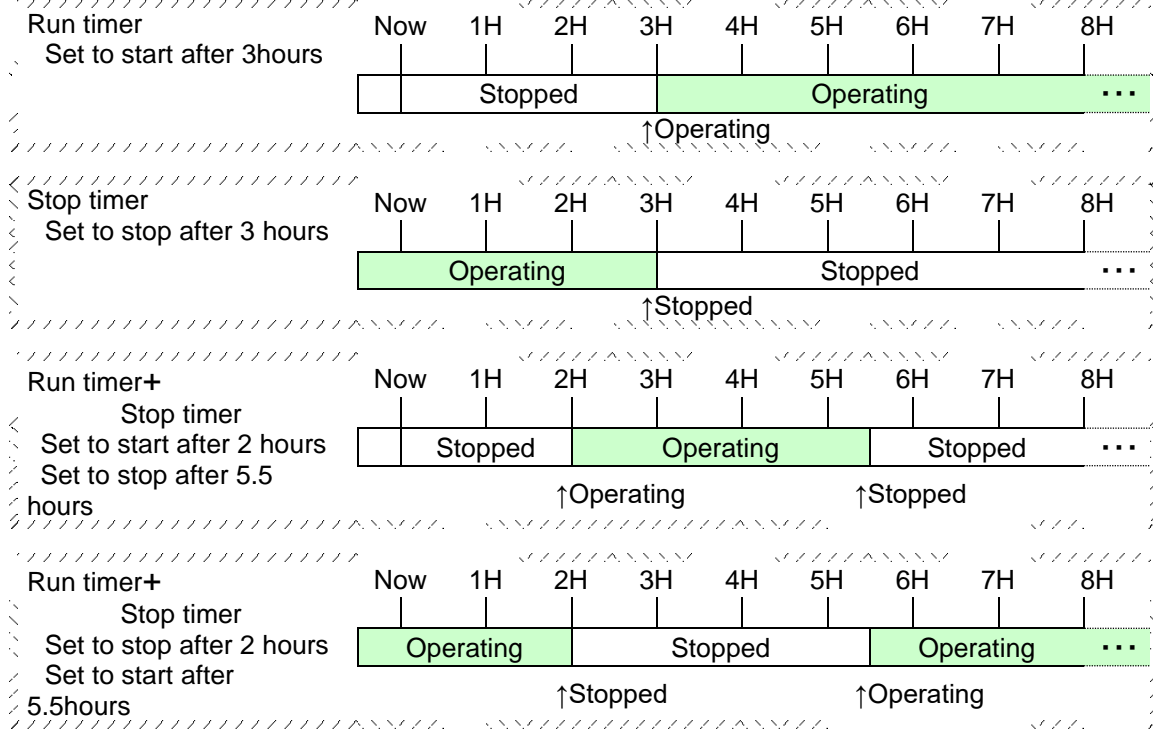 Run timer
Set to start after 3hours
Now 1H 2H 3H 4H 5H 6H 7H 8H
Stopped Operating ･･･
↑Operating
Stop timer
Set to stop after 3 hours
Now 1H 2H 3H 4H 5H 6H 7H 8H
Operating Stopped ･･･
↑Stopped
Run timer+
Stop timer
Set to start after 2 hours
Set to stop after 5.5
hours
Now 1H 2H 3H 4H 5H 6H 7H 8H
Stopped Operating Stopped ･･･
↑Operating ↑Stopped
Run timer+
Stop timer
Set to stop after 2 hours
Set to start after
5.5hours
Now 1H 2H 3H 4H 5H 6H 7H 8H
Operating Stopped Operating ･･･
↑Stopped ↑Operating